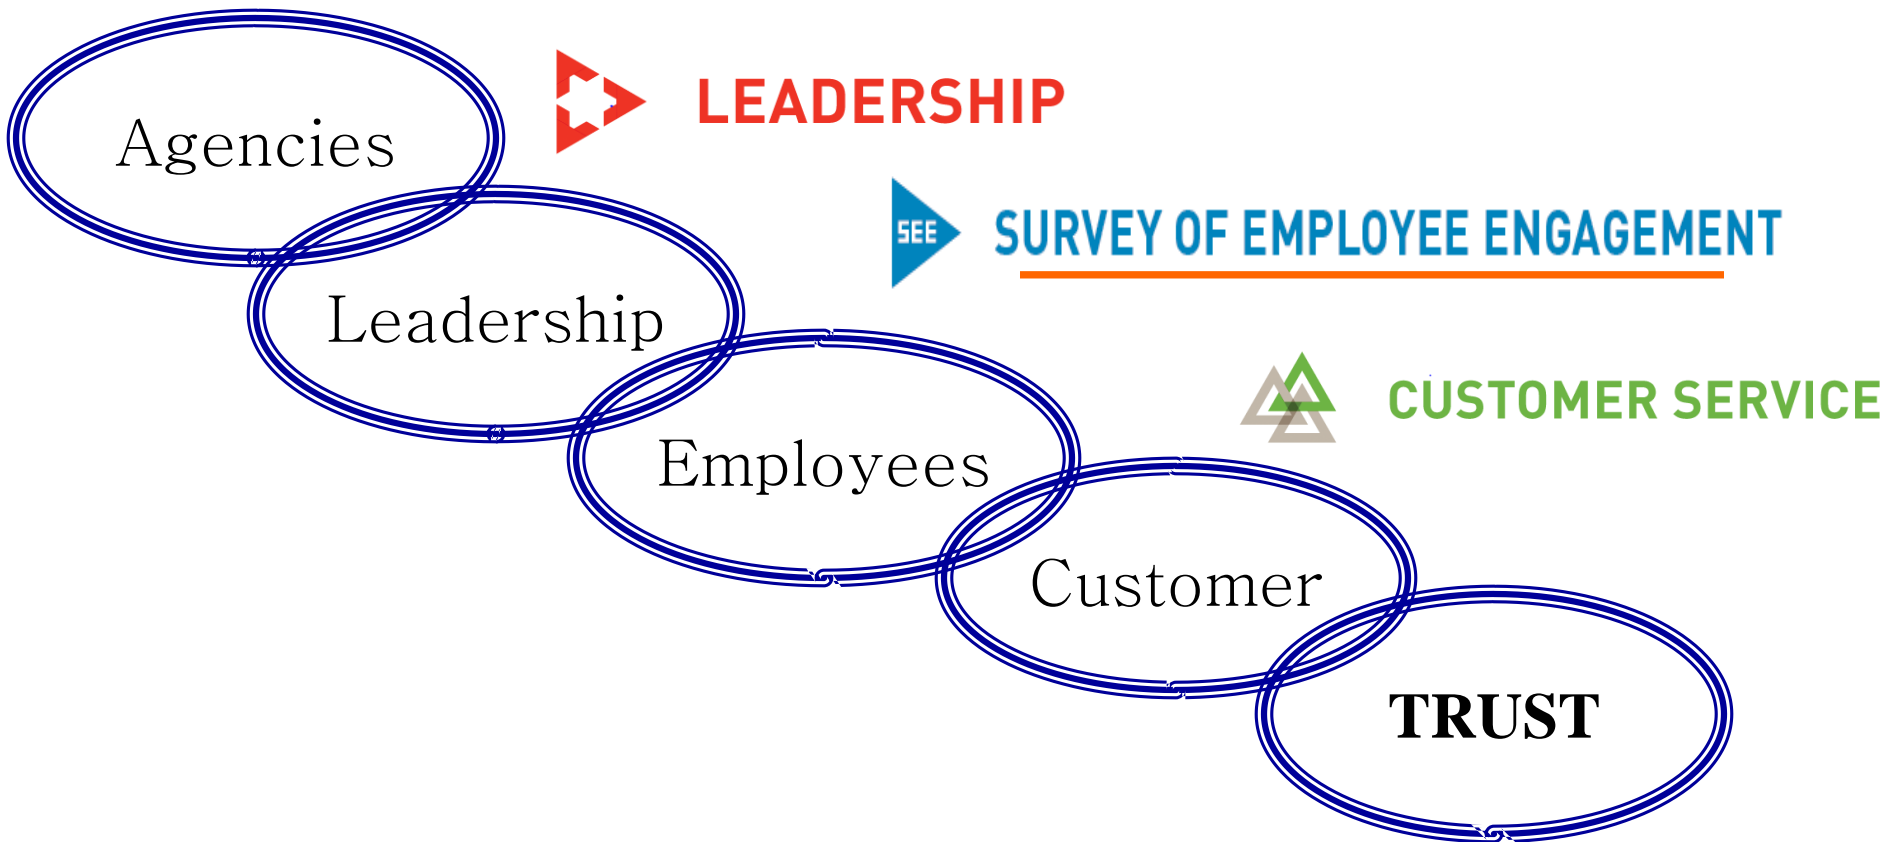 Agencies
LEADERSHIP
SEE
SURVEY OF EMPLOYEE ENGAGEMENT
Leadership
CUSTOMER SERVICE
Employees
Customer
TRUST